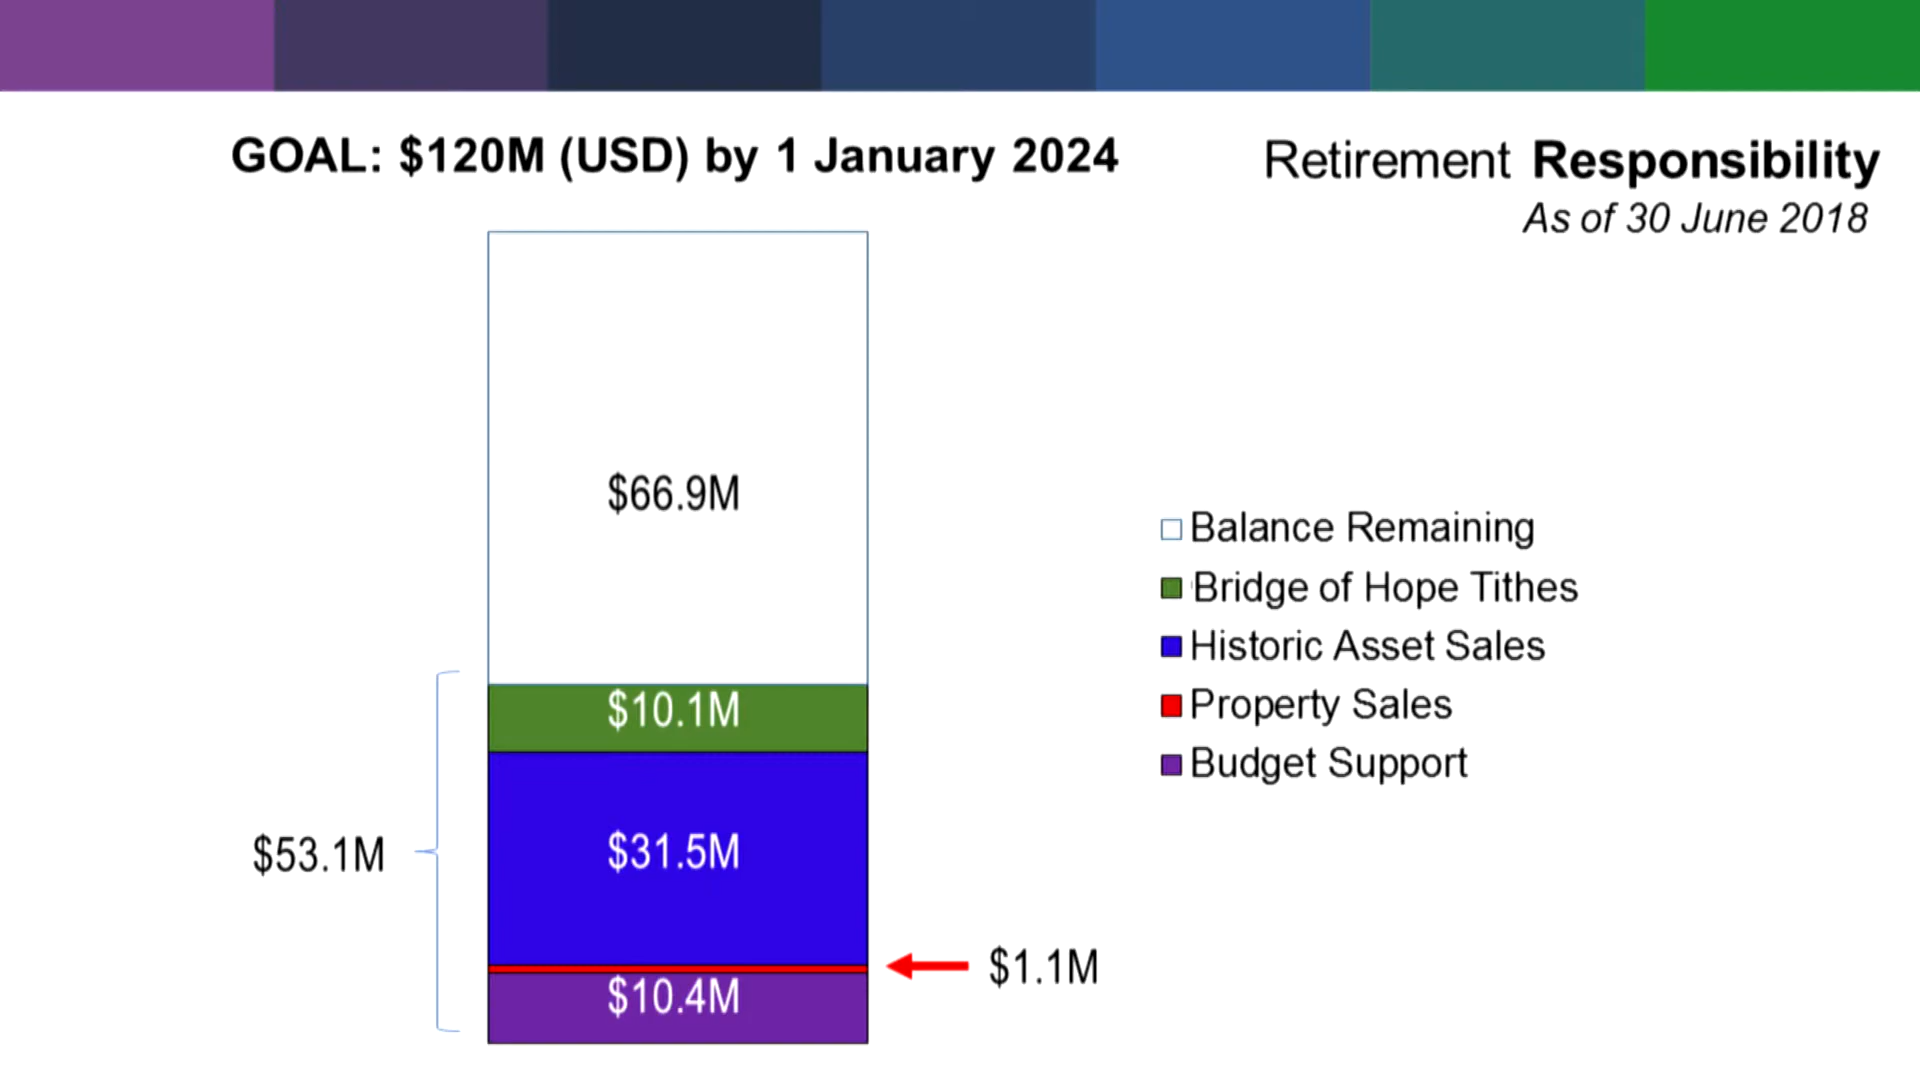 GOAL: $120M (USD) by 1 January 2024
Retirement Responsibility
As of 30 June 2018
$66.9M
$10.1M
$31.5M
$10.4M
$53.1M
$1.1M
Balance Remaining
Bridge of Hope Tithes
Historic Asset Sales
Property Sales
Budget Support